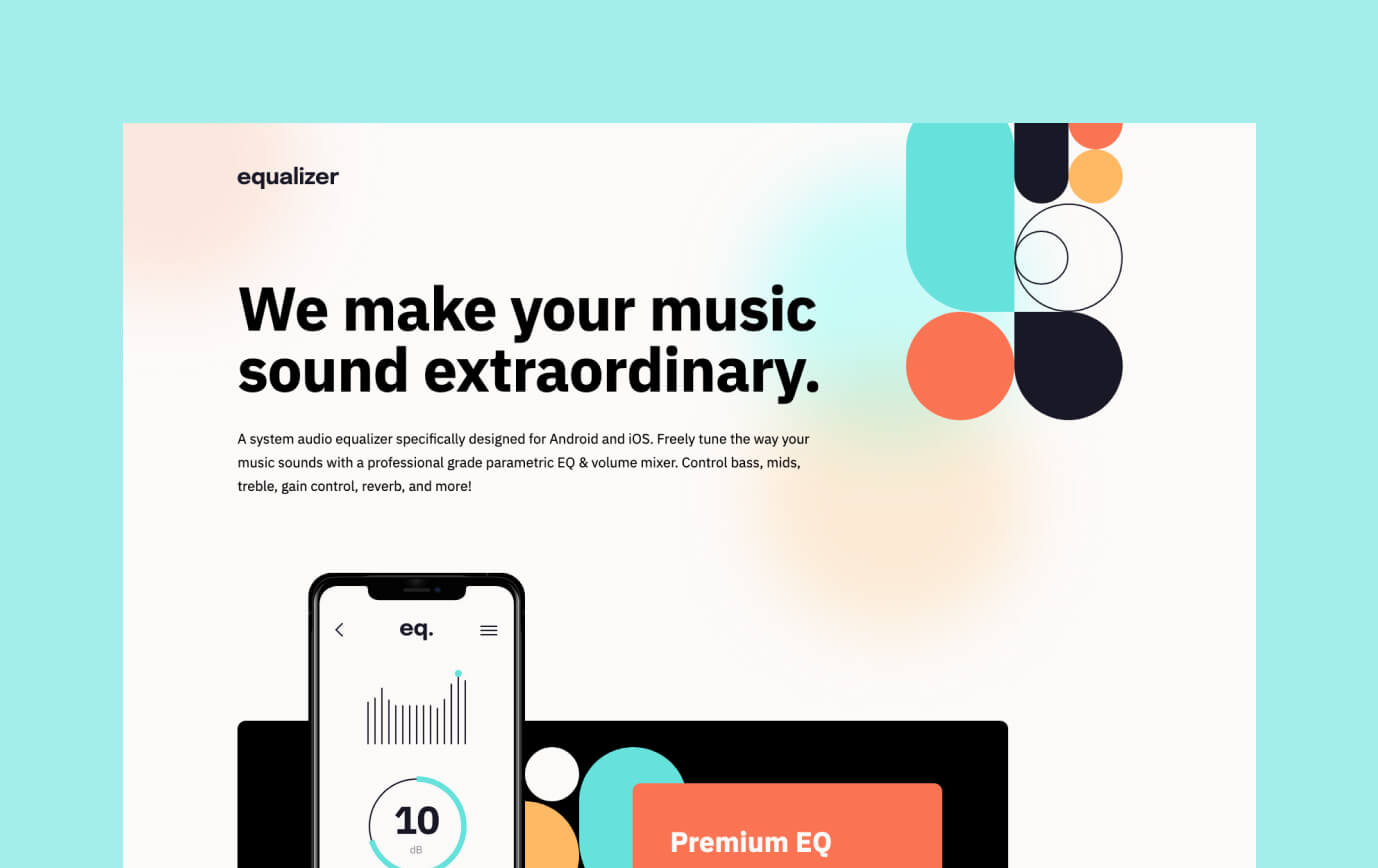 equalizer
We make your music
sound extraordinary.
A system audio equalizer specifically designed for Android and iOS. Freely tune the way your
music sounds with a professional grade parametric EQ & volume mixer. Control bass, mids,
treble, gain control, reverb, and more!
eq.
10
dB
Premium EQ